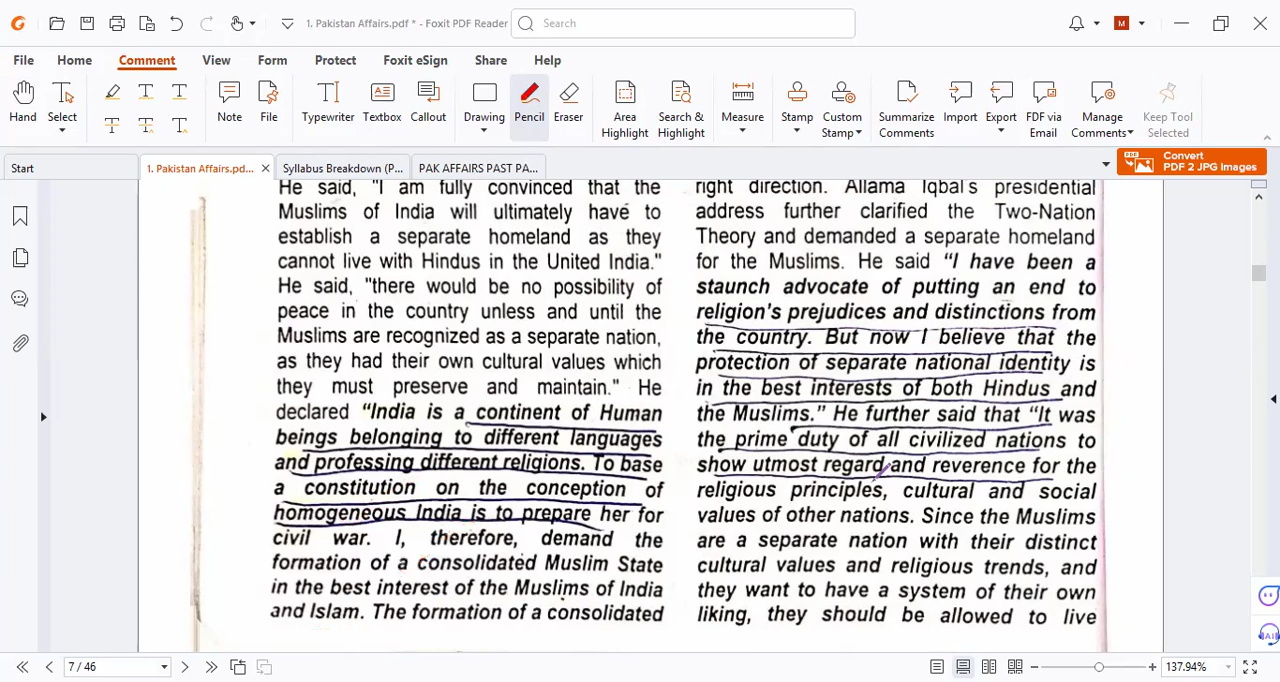 1. Pakistan Affairs.pdf * - Foxit PDF Reader
Search
M
File Home Comment View Form Protect Foxit eSign Share Help
Hand
Select
Note
File
Typewriter
Textbox
Callout
Drawing
Pencil
Eraser
Area
Highlight
Search &
Highlight
Measure
Stamp
Custom
Stamp
Summarize
Comments
Import
Export
FDF via
Email
Manage
Comments
Keep Tool
Selected
Start
1. Pakistan Affairs.pd...
Syllabus Breakdown (P...
PAK AFFAIRS PAST PA...
Convert
PDF 2 JPG Images
He said, "I am fully convinced that the
Muslims of India will ultimately have to
establish a separate homeland as they
cannot live with Hindus in the United India."
He said, "there would be no possibility of
peace in the country unless and until the
Muslims are recognized as a separate nation,
as they had their own cultural values which
they must preserve and maintain." He
declared "India is a continent of Human
beings belonging to different languages
and professing different religions. To base
a constitution on the conception of
homogeneous India is to prepare her for
civil war. I, therefore, demand the
formation of a consolidated Muslim State
in the best interest of the Muslims of India
and Islam. The formation of a consolidated
right direction. Allama Iqbal's presidential
address further clarified the Two-Nation
Theory and demanded a separate homeland
for the Muslims. He said "I have been a
staunch advocate of putting an end to
religion's prejudices and distinctions from
the country. But now I believe that the
protection of separate national identity is
in the best interests of both Hindus and
the Muslims." He further said that "It was
the prime duty of all civilized nations to
show utmost regard and reverence for the
religious principles, cultural and social
values of other nations. Since the Muslims
are a separate nation with their distinct
cultural values and religious trends, and
they want to have a system of their own
liking, they should be allowed to live
7 / 46
137.94%